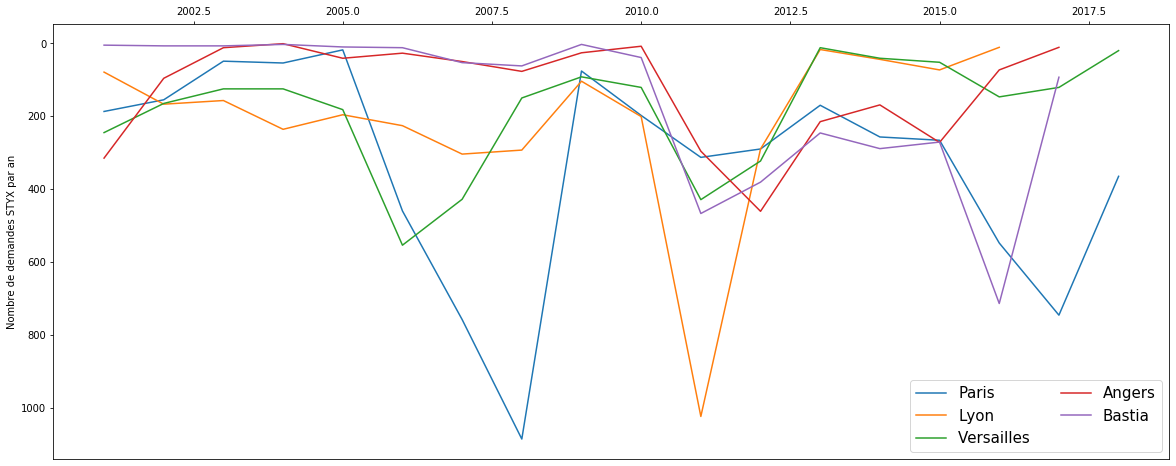 2002.5 2005.0 2007.5 2010.0 2012.5 2015.0 2017.5
Nombre de demandes STYX par an
0
200
400
600
800
1000
Paris
Lyon
Versailles
Angers
Bastia